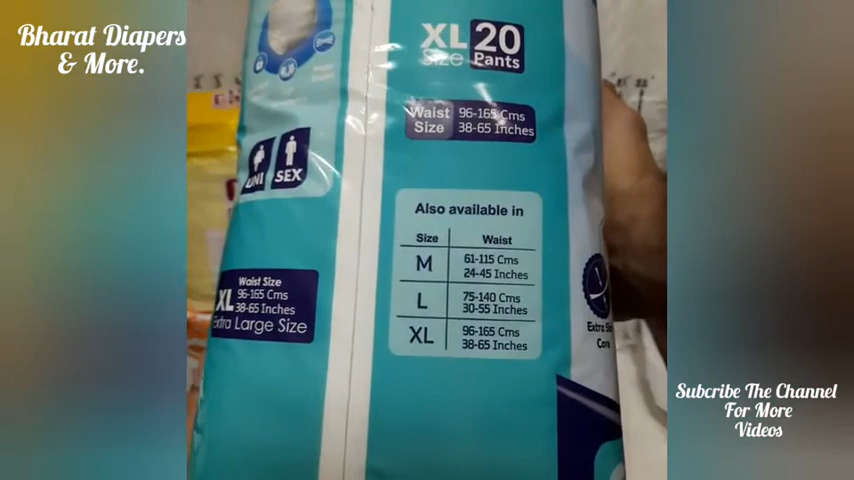 Bharat Diapers
& More.
XL 20
Size Pants
Waist Size 96-165 Cms
38-65 Inches
UNI SEX
Also available in
Size Waist
M 61-115 Cms
24-45 Inches
L 75-140 Cms
30-55 Inches
XL 96-165 Cms
38-65 Inches
Waist Size
XL 96-165 Cms
38-65 Inches
Extra Large Size
Extra
Core
Subcribe The Channel
For More
Videos